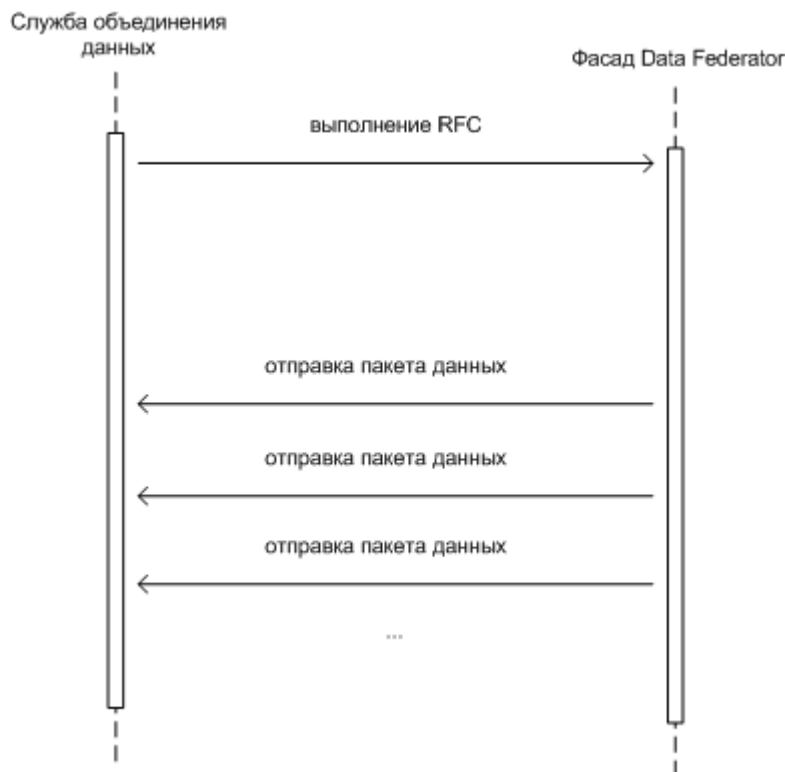 Служба объединения
данных
Фасад Data Federator
выполнение RFC
отправка пакета данных
отправка пакета данных
отправка пакета данных
...